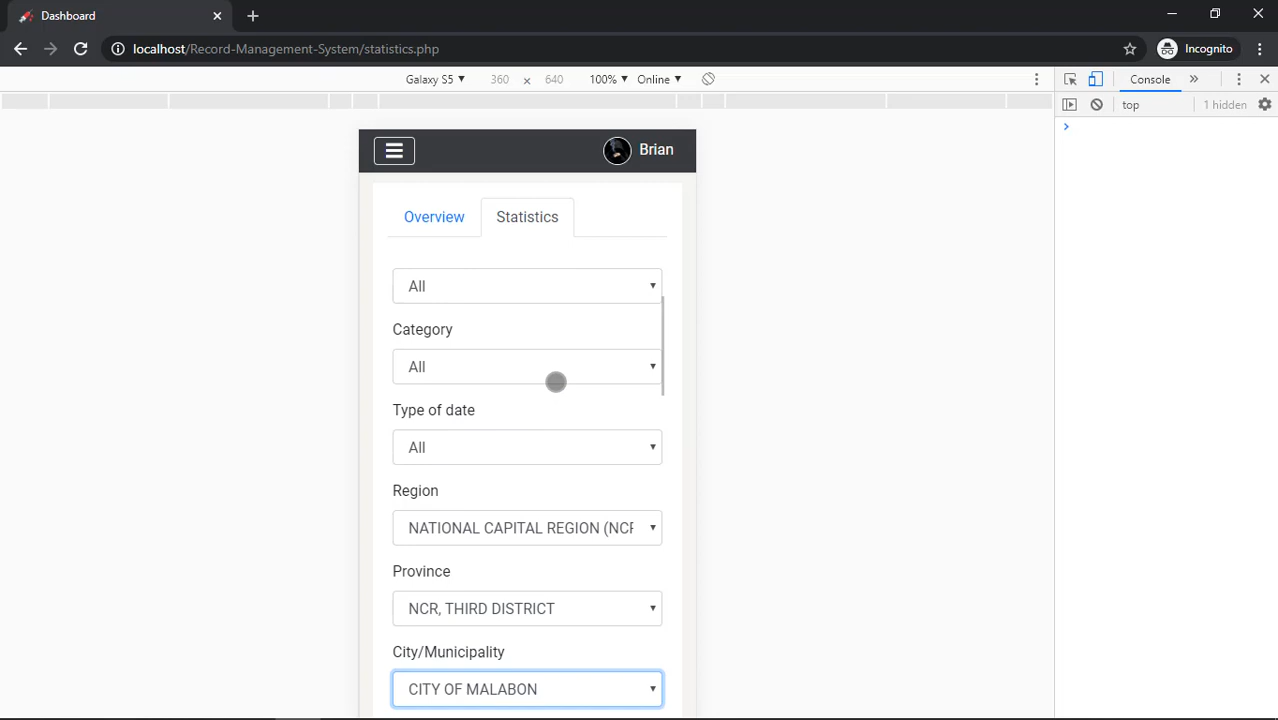 Dashboard
localhost/Record-Management-System/statistics.php
Incognito
Galaxy S5 ▼ 360 × 640 100% ▼ Online ▼
Console
top
1 hidden
Brian
Overview Statistics
All
Category
All
Type of date
All
Region
NATIONAL CAPITAL REGION (NCR
Province
NCR, THIRD DISTRICT
City/Municipality
CITY OF MALABON